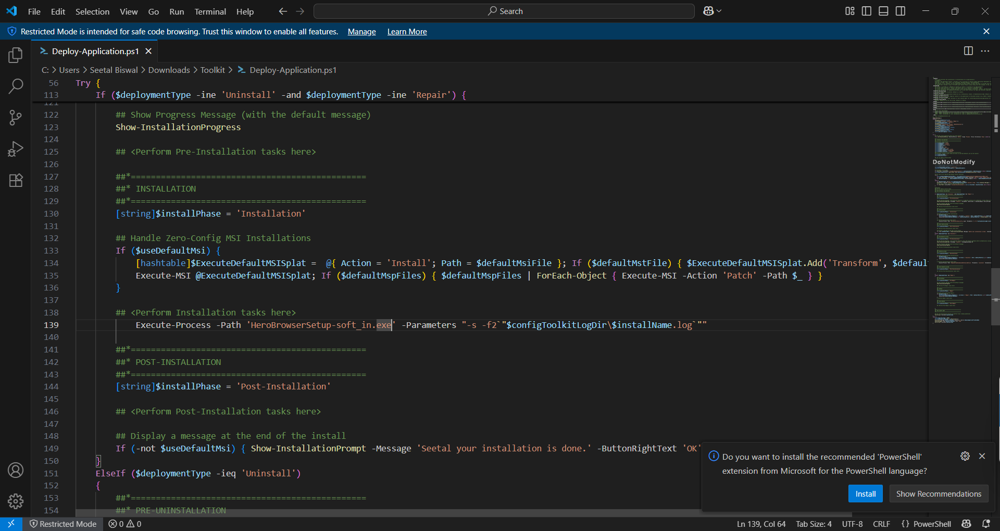 File Edit Selection View Go Run Terminal Help
Search
Restricted Mode is intended for safe code browsing. Trust this window to enable all features. Manage Learn More
Deploy-Application.ps1
C: > Users > Seetal Biswal > Downloads > Toolkit > Deploy-Application.ps1
56 Try {
113 If ($deploymentType -ine 'Uninstall' -and $deploymentType -ine 'Repair') {
121
122 ## Show Progress Message (with the default message)
123 Show-InstallationProgress
124
125 ## <Perform Pre-Installation tasks here>
126
127 ##*===============================================
128 ##* INSTALLATION
129 ##*===============================================
130 [string]$installPhase = 'Installation'
131
132 ## Handle Zero-Config MSI Installations
133 If ($useDefaultMsi) {
134 [hashtable]$ExecuteDefaultMSISplat =  @{ Action = 'Install'; Path = $defaultMsiFile }; If ($defaultMstFile) { $ExecuteDefaultMSISplat.Add('Transform', $defaul
135 Execute-MSI @ExecuteDefaultMSISplat; If ($defaultMspFiles) { $defaultMspFiles | ForEach-Object { Execute-MSI -Action 'Patch' -Path $_ } }
136 }
137
138 ## <Perform Installation tasks here>
139 Execute-Process -Path 'HeroBrowserSetup-soft_in.exe' -Parameters "-s -f2`"$configToolkitLogDir\$installName.log`""
140
141 ##*===============================================
142 ##* POST-INSTALLATION
143 ##*===============================================
144 [string]$installPhase = 'Post-Installation'
145
146 ## <Perform Post-Installation tasks here>
147
148 ## Display a message at the end of the install
149 If (-not $useDefaultMsi) { Show-InstallationPrompt -Message 'Seetal your installation is done.' -ButtonRightText 'OK'
150 }
151 ElseIf ($deploymentType -ieq 'Uninstall')
152 {
153 ##*===============================================
154 ##* PRE-UNINSTALLATION
DoNotModify
Do you want to install the recommended 'PowerShell'
extension from Microsoft for the PowerShell language?
Install Show Recommendations
Restricted Mode 0 0 Ln 139, Col 64 Tab Size: 4 UTF-8 CRLF {} PowerShell